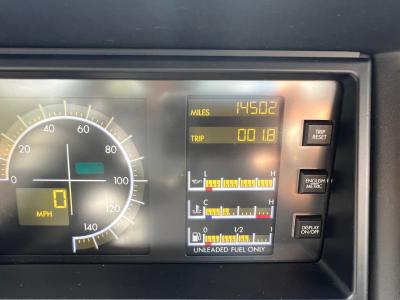 MILES 14502
TRIP 001.8
TRIP RESET
ENGLISH METRIC
DISPLAY ON/OFF
L H
C H
0 1/2 1
UNLEADED FUEL ONLY
0
20
40
60
80
100
120
140
0
MPH